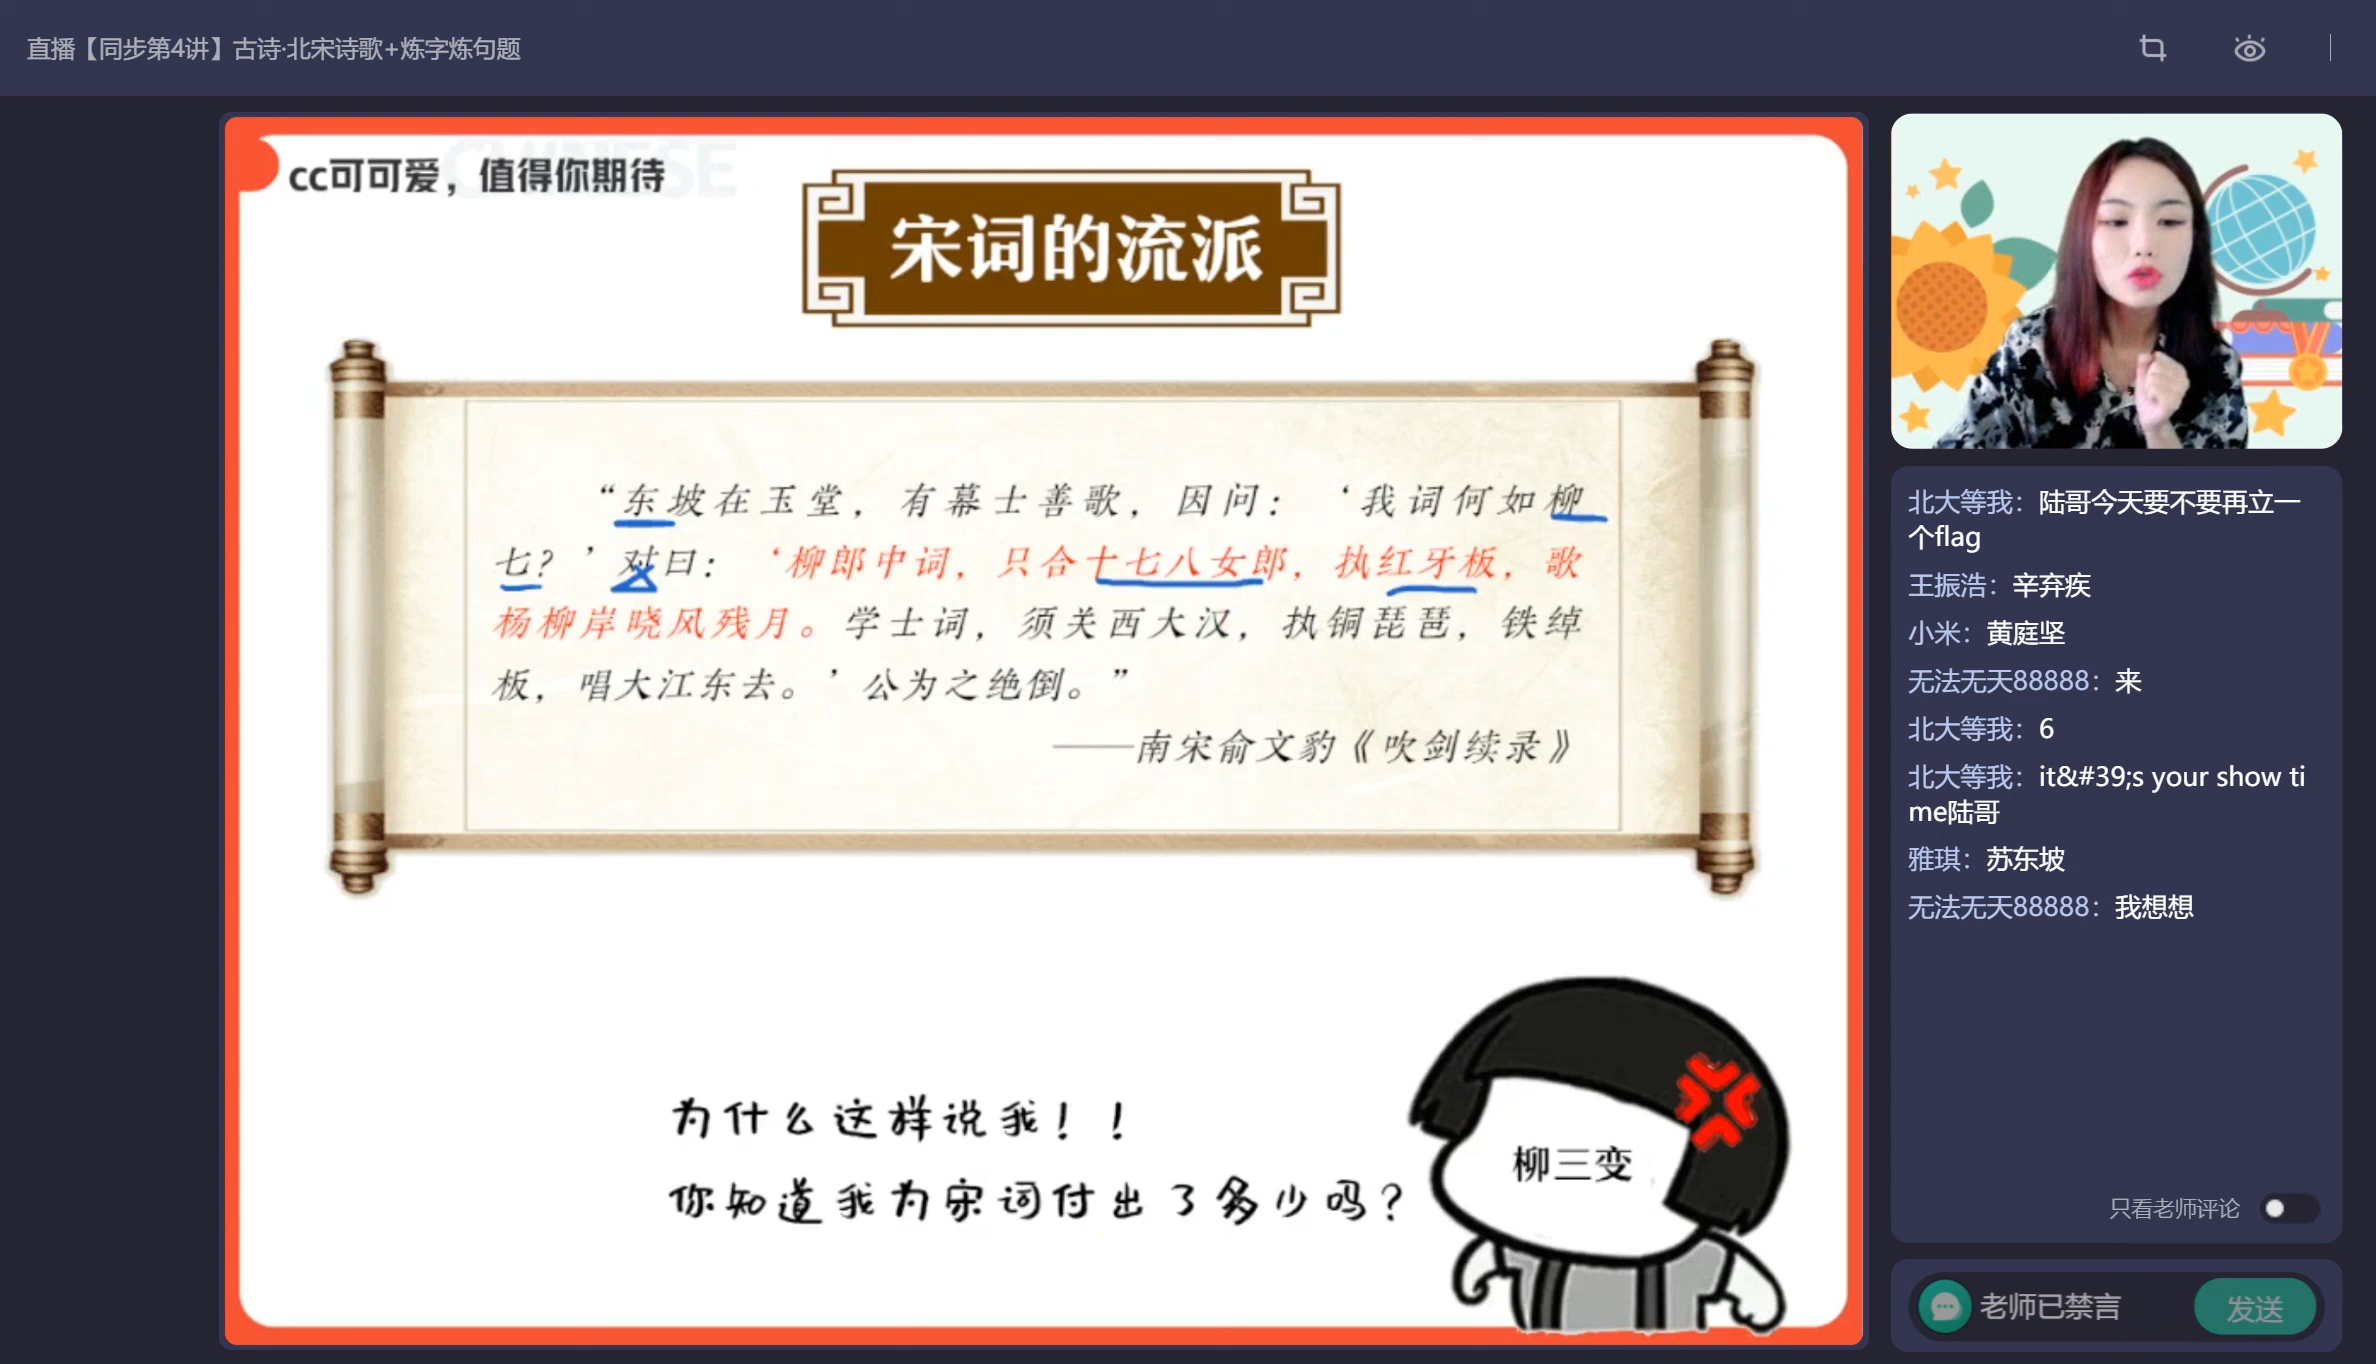 直播【同步第4讲】古诗·北宋诗歌+炼字炼句题
CHINESE
cc可可爱，值得你期待
宋词的流派
“东坡在玉堂，有幕士善歌，因问：‘我词何如柳
七？’对曰：‘柳郎中词，只合十七八女郎，执红牙板，歌
杨柳岸晓风残月。学士词，须关西大汉，执铜琵琶，铁绰
板，唱大江东去。’公为之绝倒。”
——南宋俞文豹《吹剑续录》
为什么这样说我！！
你知道我为宋词付出了多少吗？
柳三变
北大等我：陆哥今天要不要再立一
个flag
王振浩：辛弃疾
小米：黄庭坚
无法无天88888：来
北大等我：6
北大等我：it&#39;s your show ti
me陆哥
雅琪：苏东坡
无法无天88888：我想想
只看老师评论
老师已禁言
发送